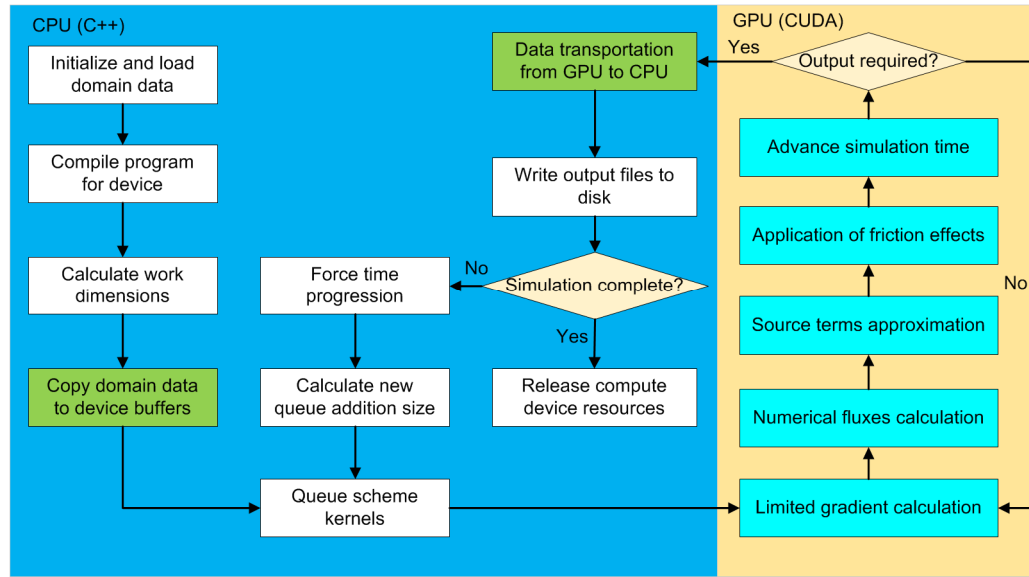 CPU (C++)
Initialize and load
domain data
Compile program
for device
Calculate work
dimensions
Copy domain data
to device buffers
Force time
progression
Calculate new
queue addition size
Queue scheme
kernels
Data transportation
from GPU to CPU
Write output files to
disk
No
Simulation complete?
Yes
Release compute
device resources
GPU (CUDA)
Yes
Output required?
Advance simulation time
Application of friction effects
No
Source terms approximation
Numerical fluxes calculation
Limited gradient calculation